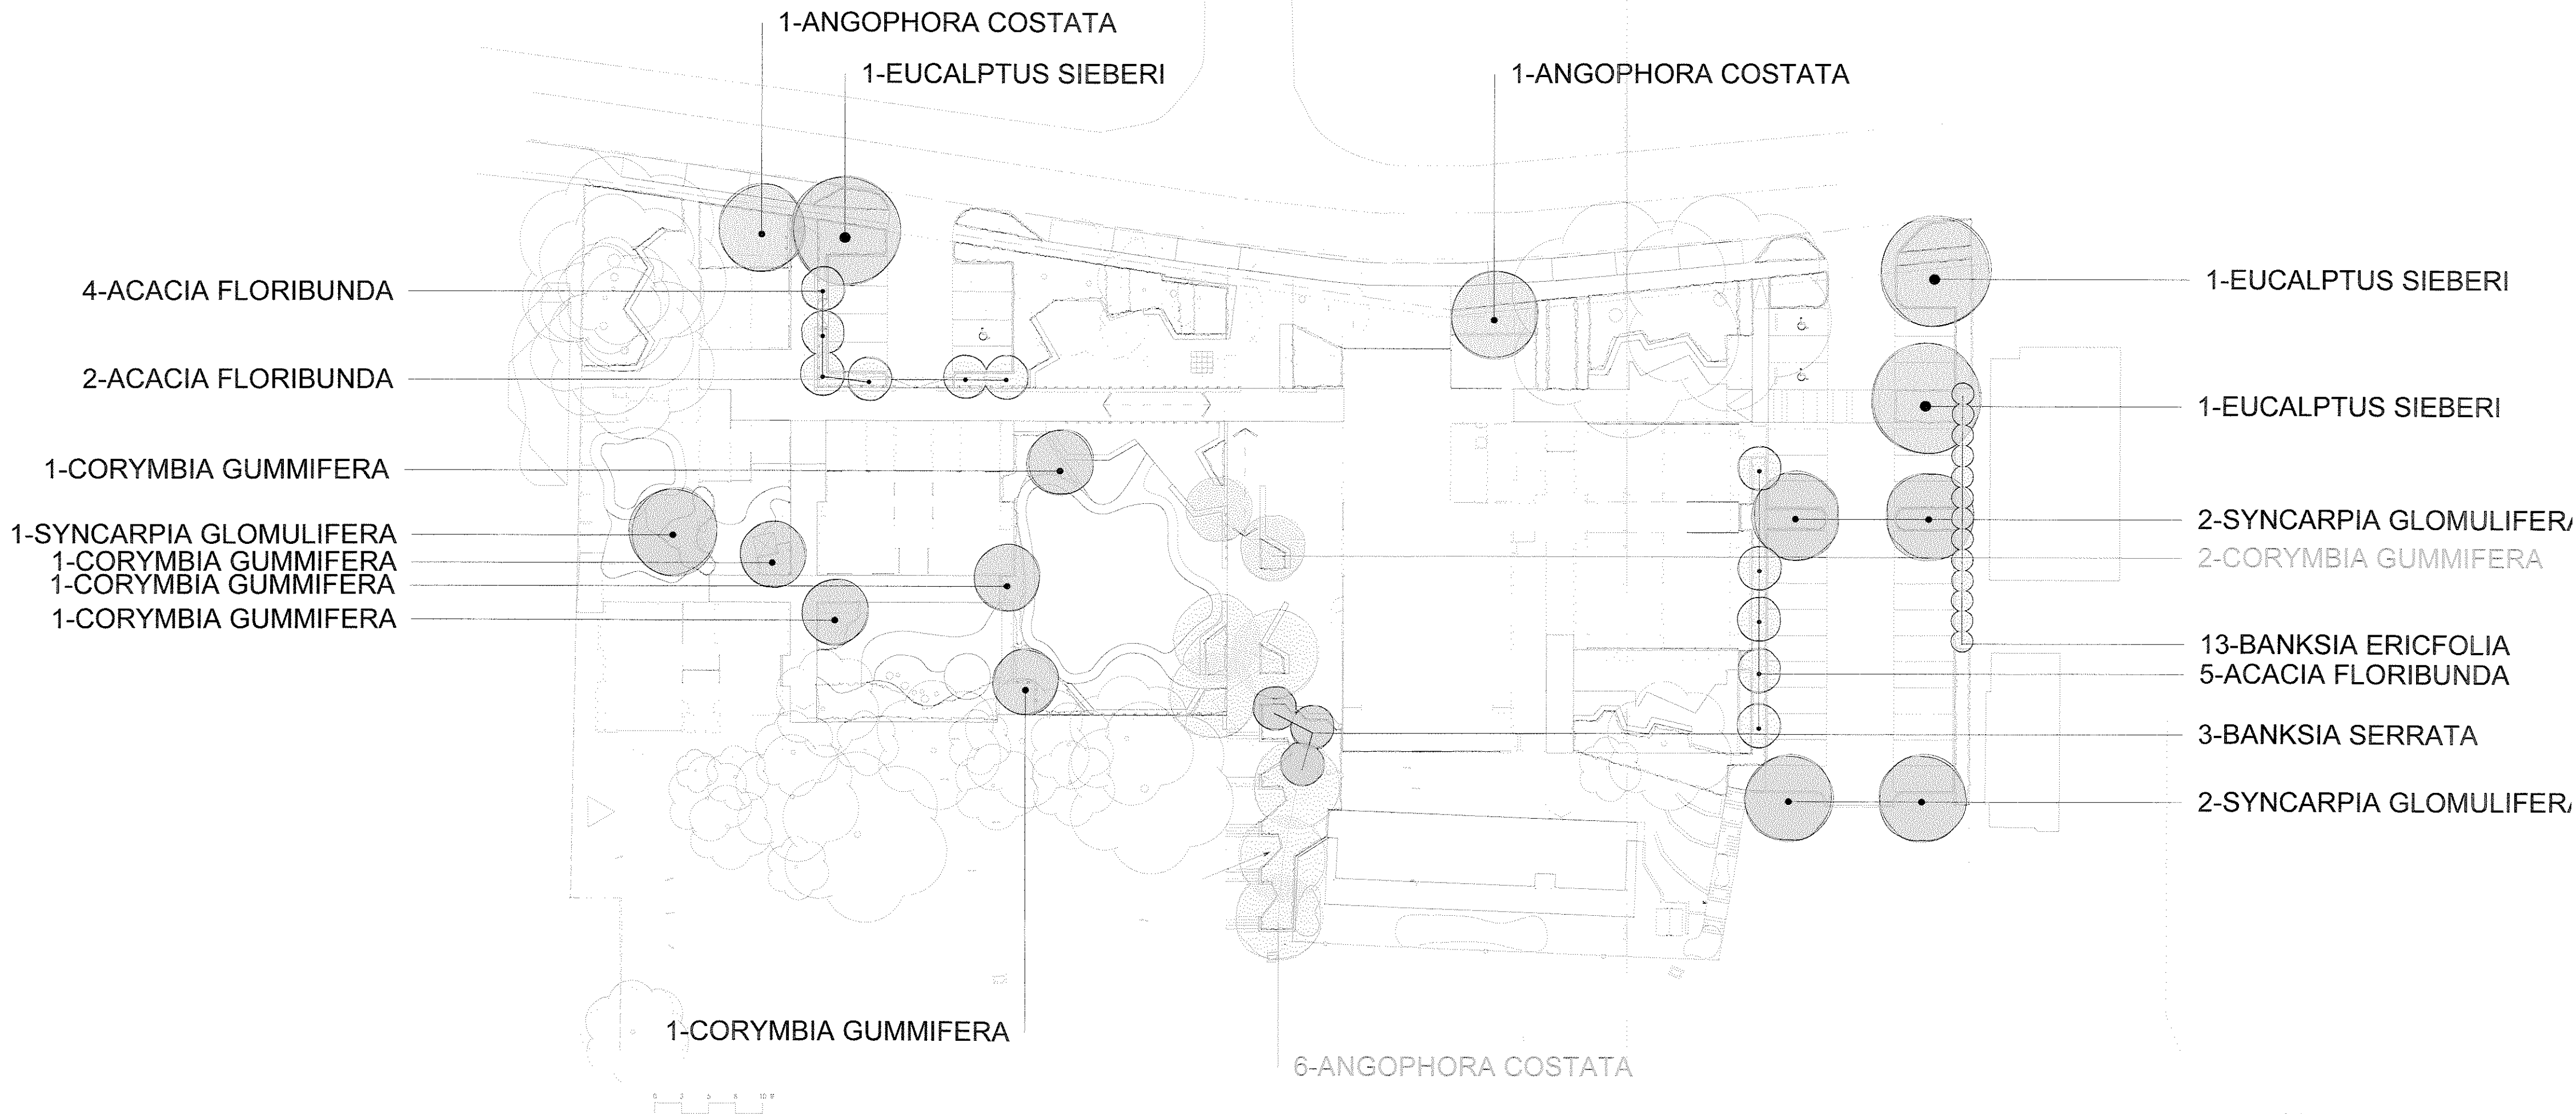 1-ANGOPHORA COSTATA
1-EUCALPTUS SIEBERI
1-ANGOPHORA COSTATA
4-ACACIA FLORIBUNDA
2-ACACIA FLORIBUNDA
1-CORYMBIA GUMMIFERA
1-SYNCARPIA GLOMULIFERA
1-CORYMBIA GUMMIFERA
1-CORYMBIA GUMMIFERA
1-CORYMBIA GUMMIFERA
1-EUCALPTUS SIEBERI
1-EUCALPTUS SIEBERI
2-SYNCARPIA GLOMULIFERA
2-CORYMBIA GUMMIFERA
13-BANKSIA ERICFOLIA
5-ACACIA FLORIBUNDA
3-BANKSIA SERRATA
2-SYNCARPIA GLOMULIFERA
1-CORYMBIA GUMMIFERA
6-ANGOPHORA COSTATA